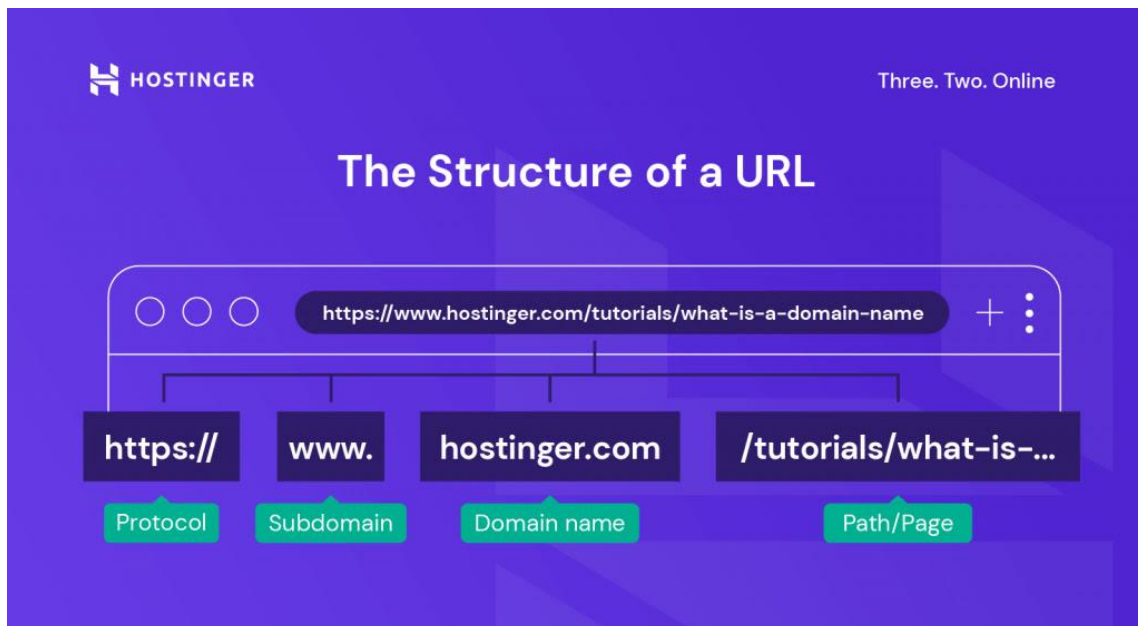 HOSTINGER
Three. Two. Online
The Structure of a URL
https://www.hostinger.com/tutorials/what-is-a-domain-name
https://
www.
hostinger.com
/tutorials/what-is-...
Protocol
Subdomain
Domain name
Path/Page